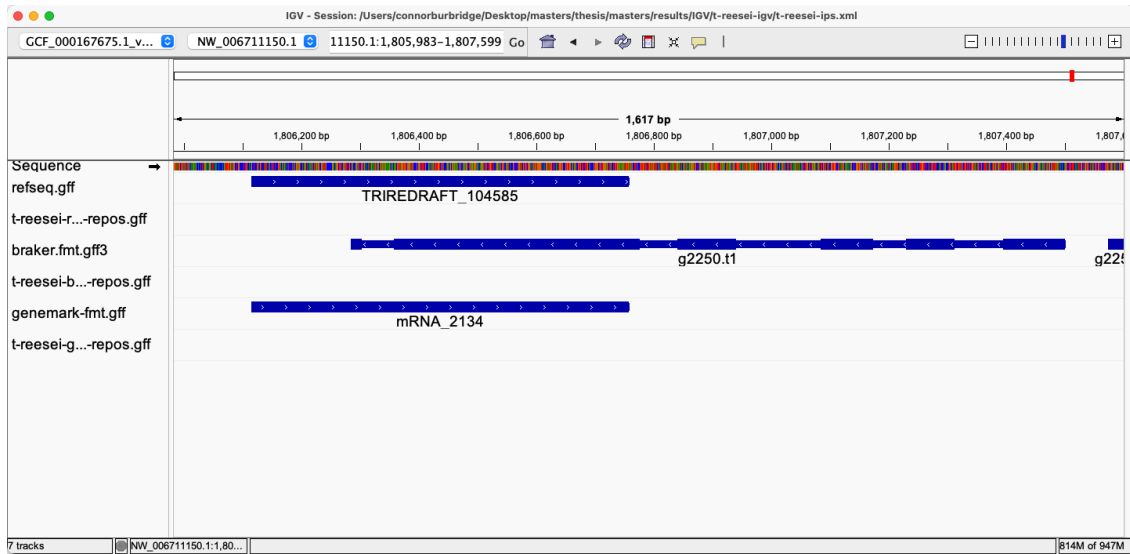 IGV - Session: /Users/connorburbridge/Desktop/masters/thesis/masters/results/IGV/t-reesei-igv/t-reesei-ips.xml
GCF_000167675.1_v... NW_006711150.1 11150.1:1,805,983-1,807,599 Go
1,617 bp
1,806,200 bp 1,806,400 bp 1,806,600 bp 1,806,800 bp 1,807,000 bp 1,807,200 bp 1,807,400 bp 1,807,
Sequence
refseq.gff
TRIREDRAFT_104585
t-reesei-r...-repos.gff
braker.fmt.gff3
g2250.t1 g225
t-reesei-b...-repos.gff
genemark-fmt.gff
mRNA_2134
t-reesei-g...-repos.gff
7 tracks NW_006711150.1:1,80... 814M of 947M